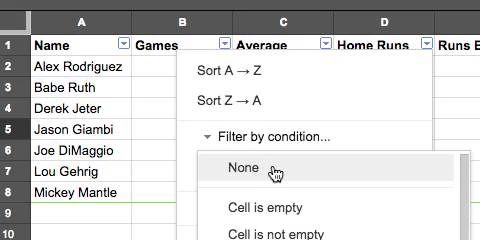 A B C D
1 Name Games Average Home Runs Runs B
2 Alex Rodriguez
Sort A → Z
3 Babe Ruth
Sort Z → A
4 Derek Jeter
5 Jason Giambi
Filter by condition...
6 Joe DiMaggio
7 Lou Gehrig
None
8 Mickey Mantle
9
Cell is empty
10
Cell is not empty